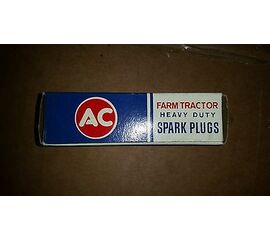 AC
FARM TRACTOR
HEAVY DUTY
SPARK PLUGS